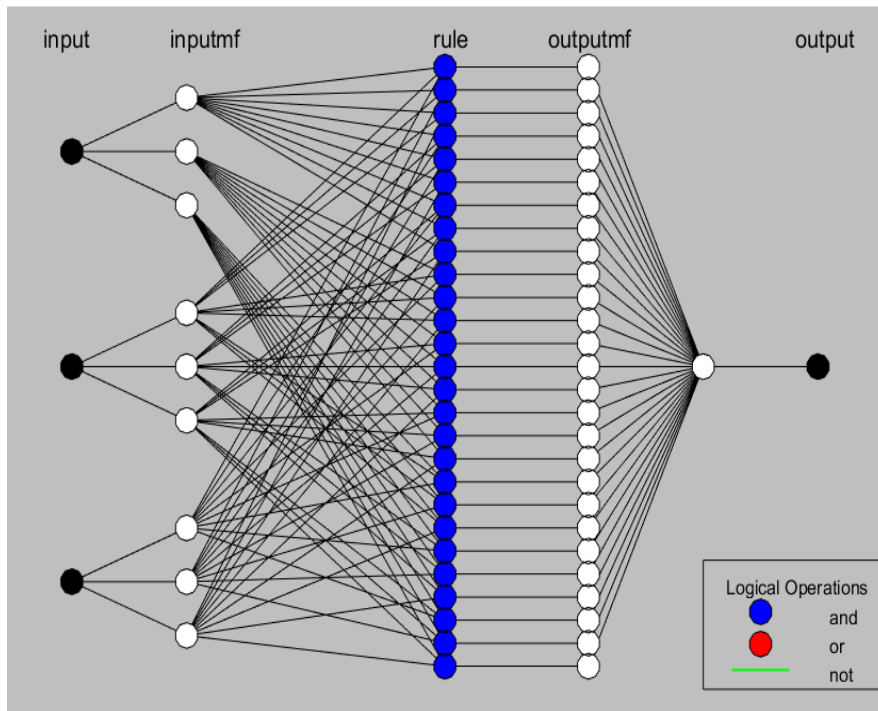 input inputmf rule outputmf output
Logical Operations
and
or
not